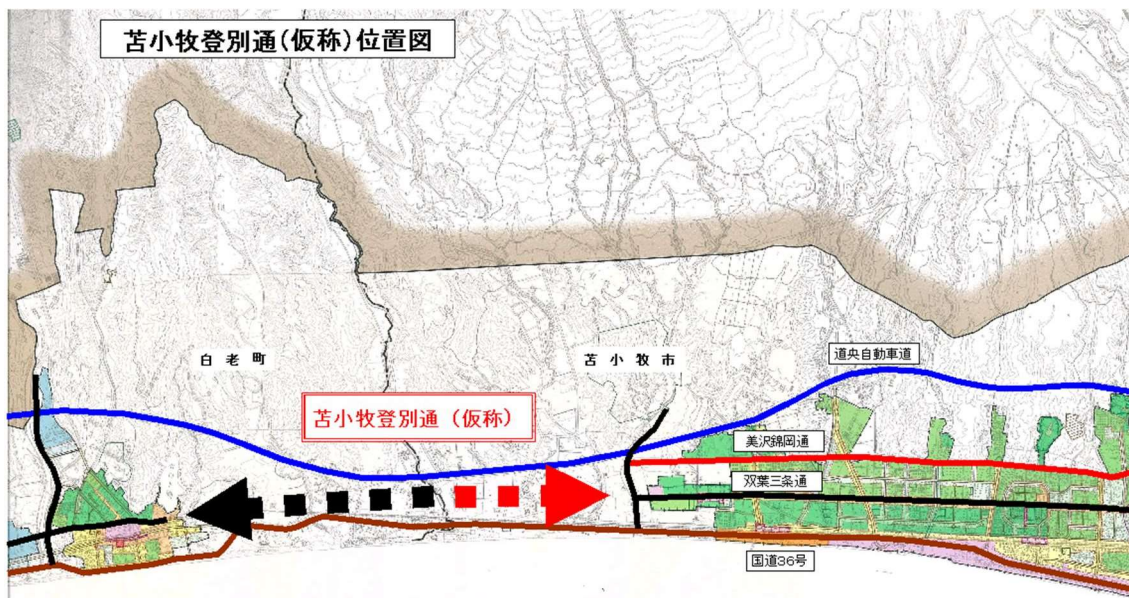 苫小牧登別通(仮称)位置図
白老町
苫小牧市
道央自動車道
苫小牧登別通(仮称)
美沢錦岡通
双葉三条通
国道36号